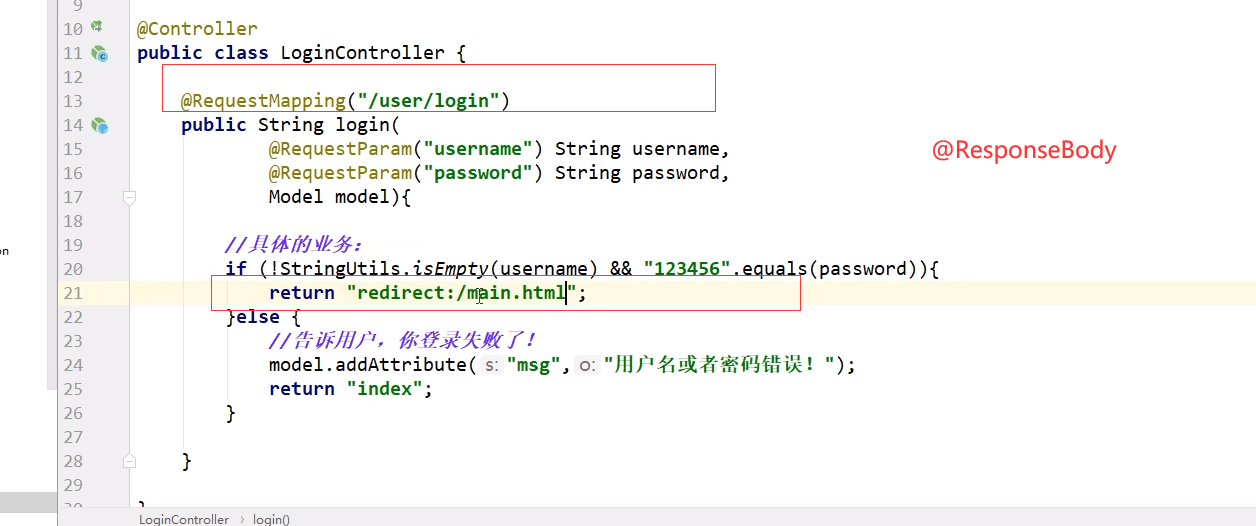 9
10 @Controller
11 public class LoginController {
12
13 @RequestMapping("/user/login")
14 public String login(
15 @RequestParam("username") String username,
@ResponseBody
16 @RequestParam("password") String password,
17 Model model){
18
19 //具体的业务：
on
20 if (!StringUtils.isEmpty(username) && "123456".equals(password)){
21 return "redirect:/main.html";
22 }else {
23 //告诉用户，你登录失败了！
24 model.addAttribute( s: "msg", o: "用户名或者密码错误！");
25 return "index";
26 }
27
28 }
29
30 }
LoginController › login()